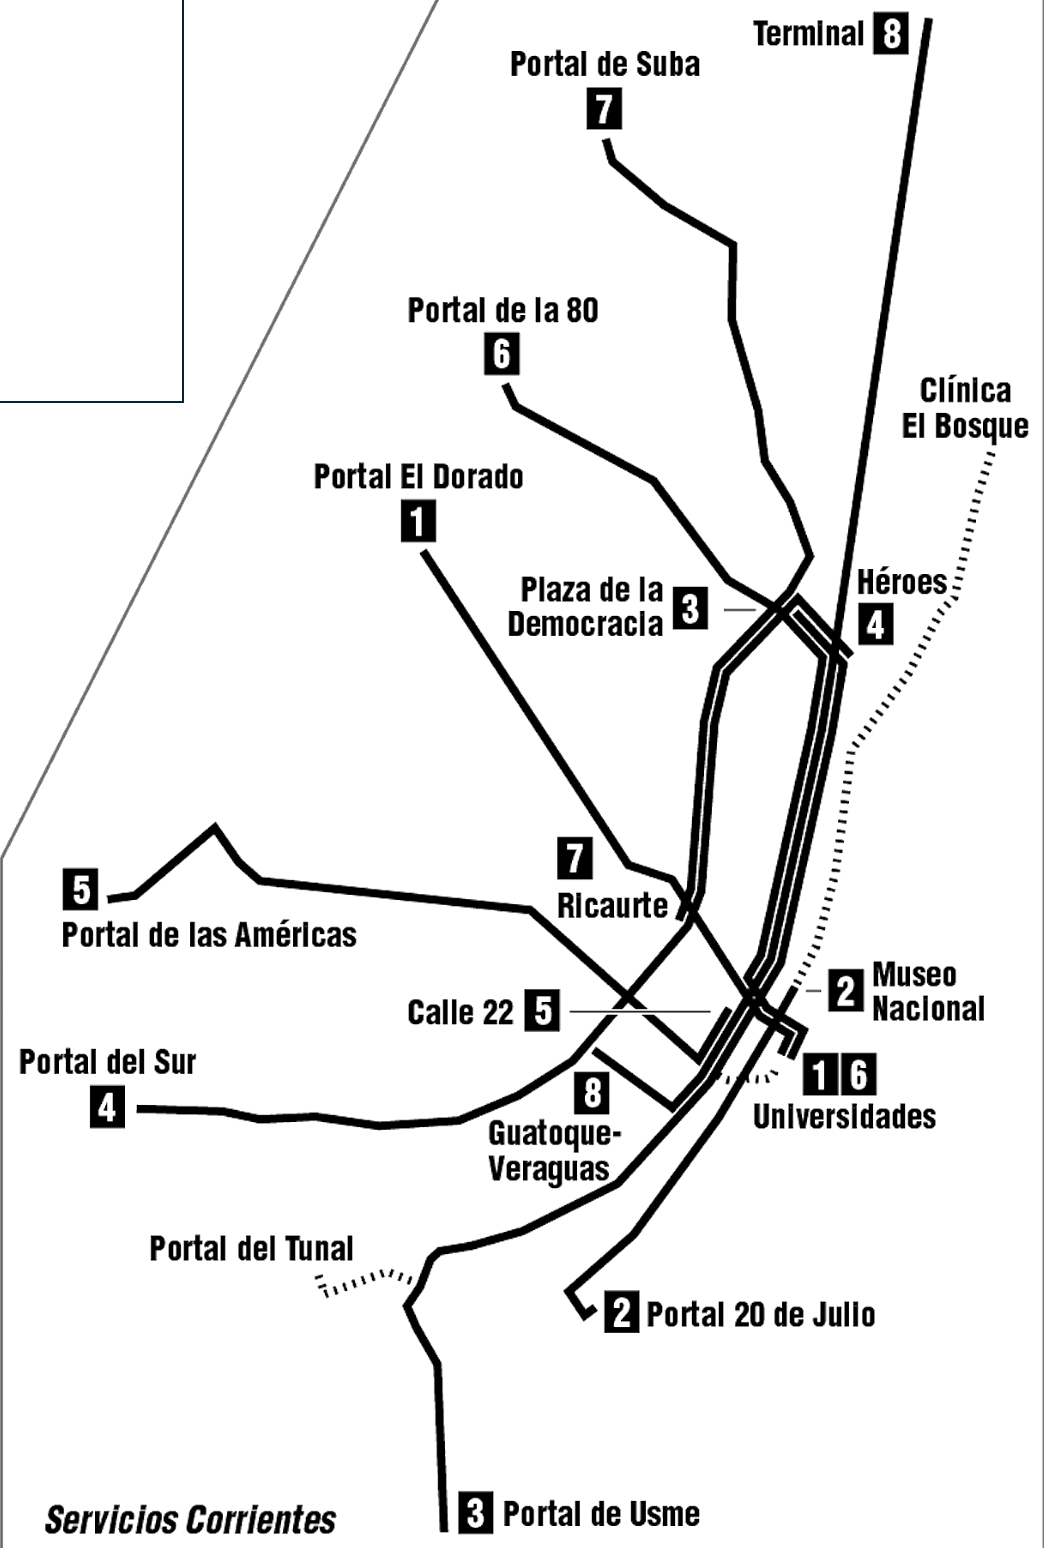 Terminal 8
Portal de Suba
7
Portal de la 80
6
Clínica
El Bosque
Portal El Dorado
1
Plaza de la
Democracia 3
Héroes
4
7
Ricaurte
5
Portal de las Américas
2 Museo
Nacional
Calle 22 5
Portal del Sur
4
8
Guatoque-
Veraguas
1 6
Universidades
Portal del Tunal
2 Portal 20 de Julio
3 Portal de Usme
Servicios Corrientes